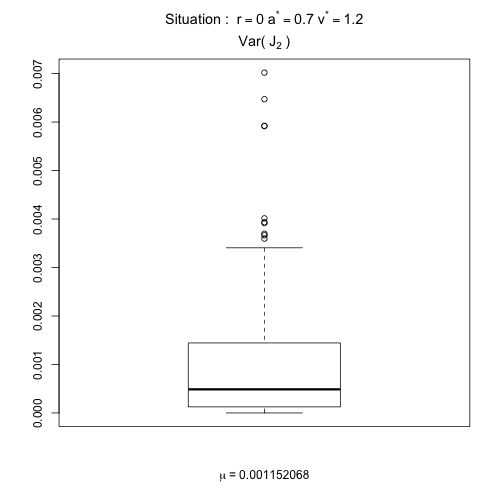 Situation : r = 0 a* = 0.7 v* = 1.2
Var( J₂ )
0.007
0.006
0.005
0.004
0.003
0.002
0.001
0.000
μ = 0.001152068